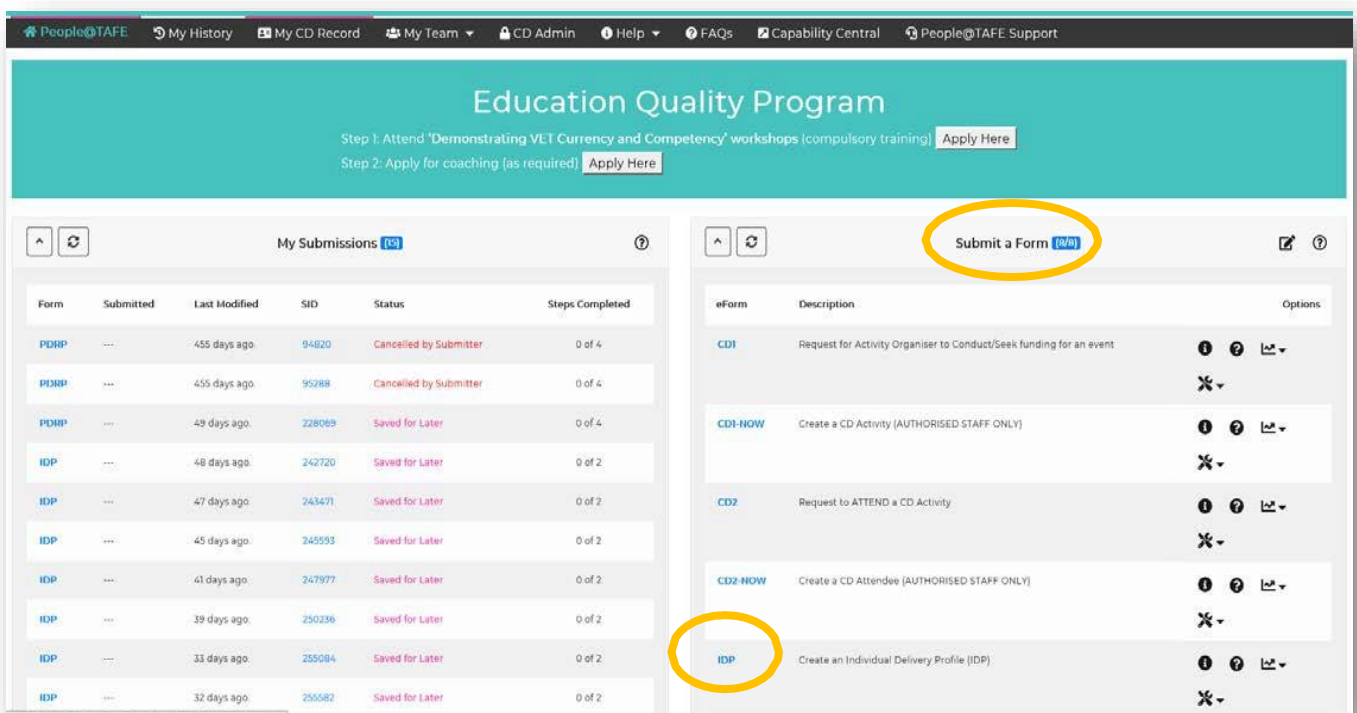 People@TAFE My History My CD Record My Team CD Admin Help FAQs Capability Central People@TAFE Support
Education Quality Program
Step 1: Attend 'Demonstrating VET Currency and Competency' workshops (compulsory training) Apply Here
Step 2: Apply for coaching (as required) Apply Here
My Submissions (15)
Form Submitted Last Modified SID Status Steps Completed
PDRP --- 455 days ago. 94820 Cancelled by Submitter 0 of 4
PDRP --- 455 days ago. 95288 Cancelled by Submitter 0 of 4
PDRP --- 49 days ago. 228069 Saved for Later 0 of 4
IDP --- 48 days ago. 242720 Saved for Later 0 of 2
IDP --- 47 days ago. 243471 Saved for Later 0 of 2
IDP --- 45 days ago. 245593 Saved for Later 0 of 2
IDP --- 41 days ago. 247977 Saved for Later 0 of 2
IDP --- 39 days ago. 250236 Saved for Later 0 of 2
IDP --- 33 days ago. 255084 Saved for Later 0 of 2
IDP --- 32 days ago. 255582 Saved for Later 0 of 2
Submit a Form (8/8)
eForm Description Options
CD1 Request for Activity Organiser to Conduct/Seek funding for an event
CD1-NOW Create a CD Activity (AUTHORISED STAFF ONLY)
CD2 Request to ATTEND a CD Activity
CD2-NOW Create a CD Attendee (AUTHORISED STAFF ONLY)
IDP Create an Individual Delivery Profile (IDP)